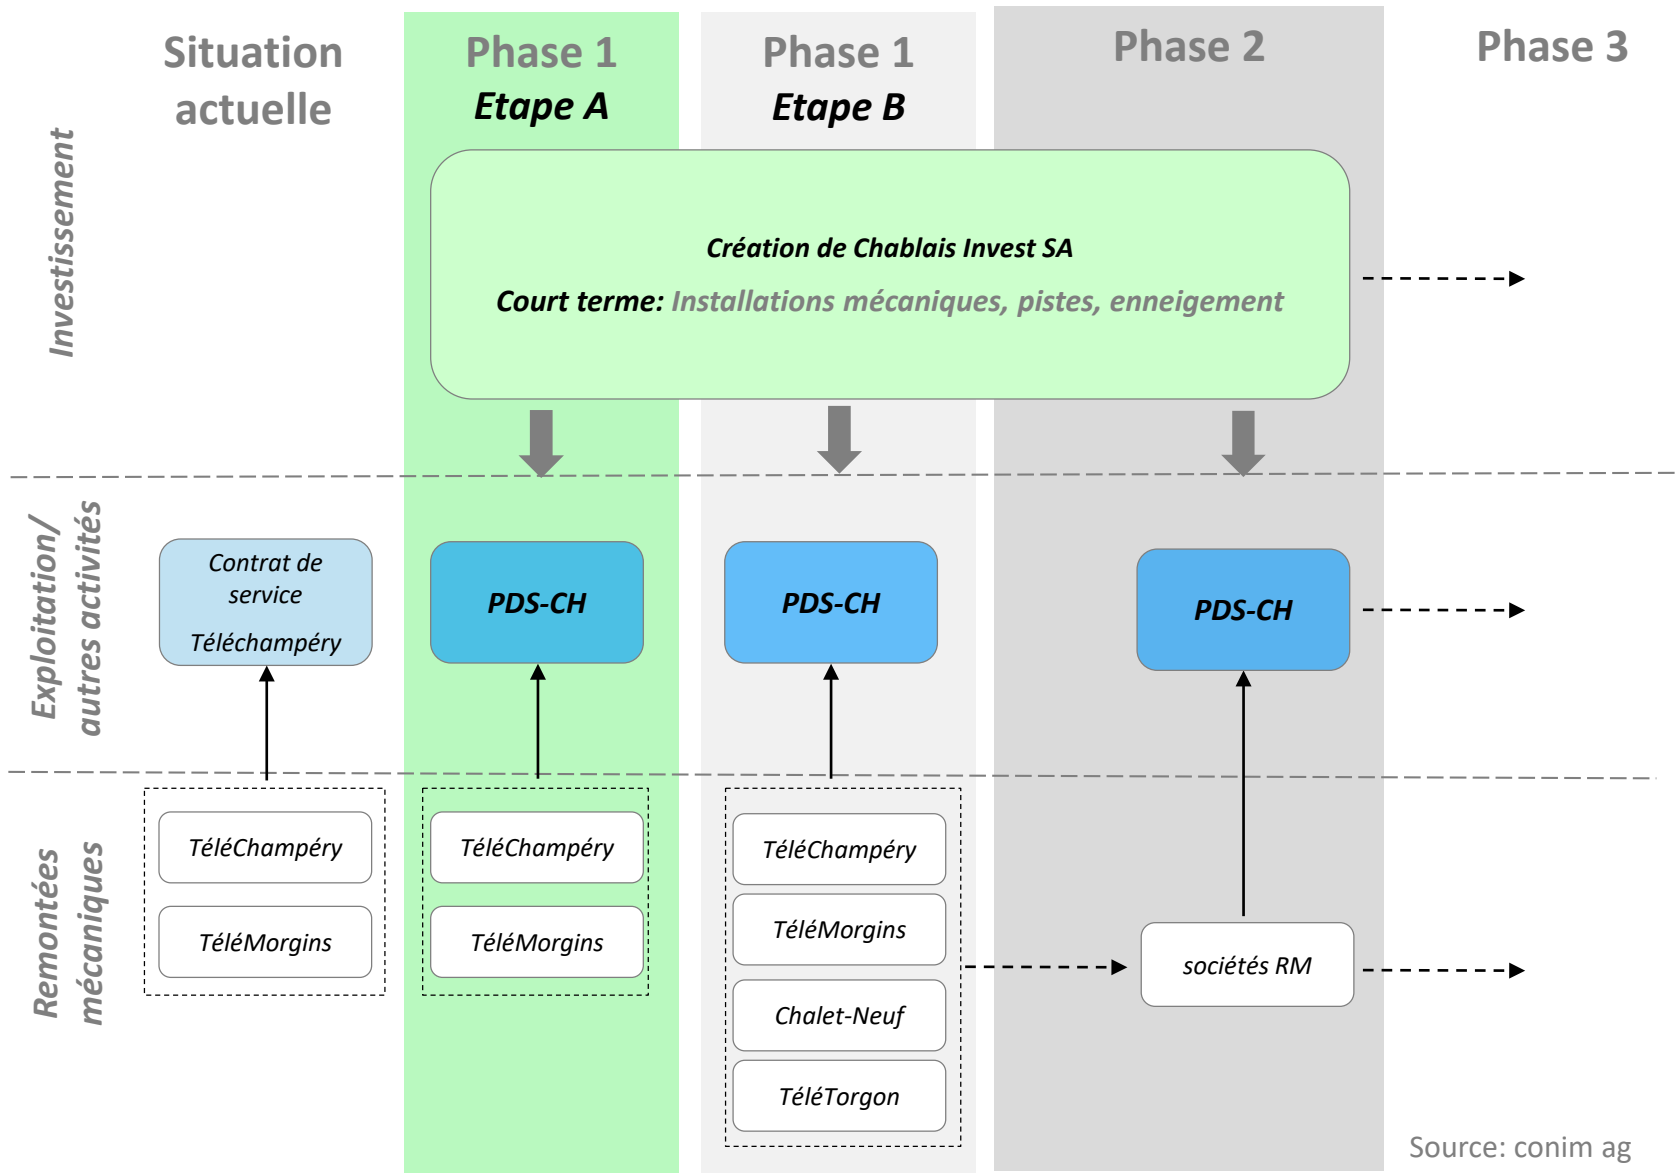 Situation
actuelle
Phase 1
Etape A
Phase 1
Etape B
Phase 2
Phase 3
Investissement
Création de Chablais Invest SA
Court terme: Installations mécaniques, pistes, enneigement
Exploitation/
autres activités
Contrat de
service
Téléchampéry
PDS-CH
PDS-CH
PDS-CH
Remontées
mécaniques
TéléChampéry
TéléMorgins
TéléChampéry
TéléMorgins
TéléChampéry
TéléMorgins
Chalet-Neuf
TéléTorgon
sociétés RM
Source: conim ag